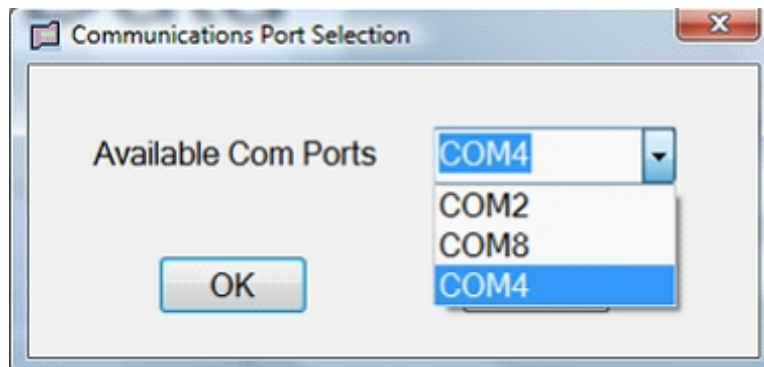 Communications Port Selection
Available Com Ports COM4
COM2
COM8
OK COM4